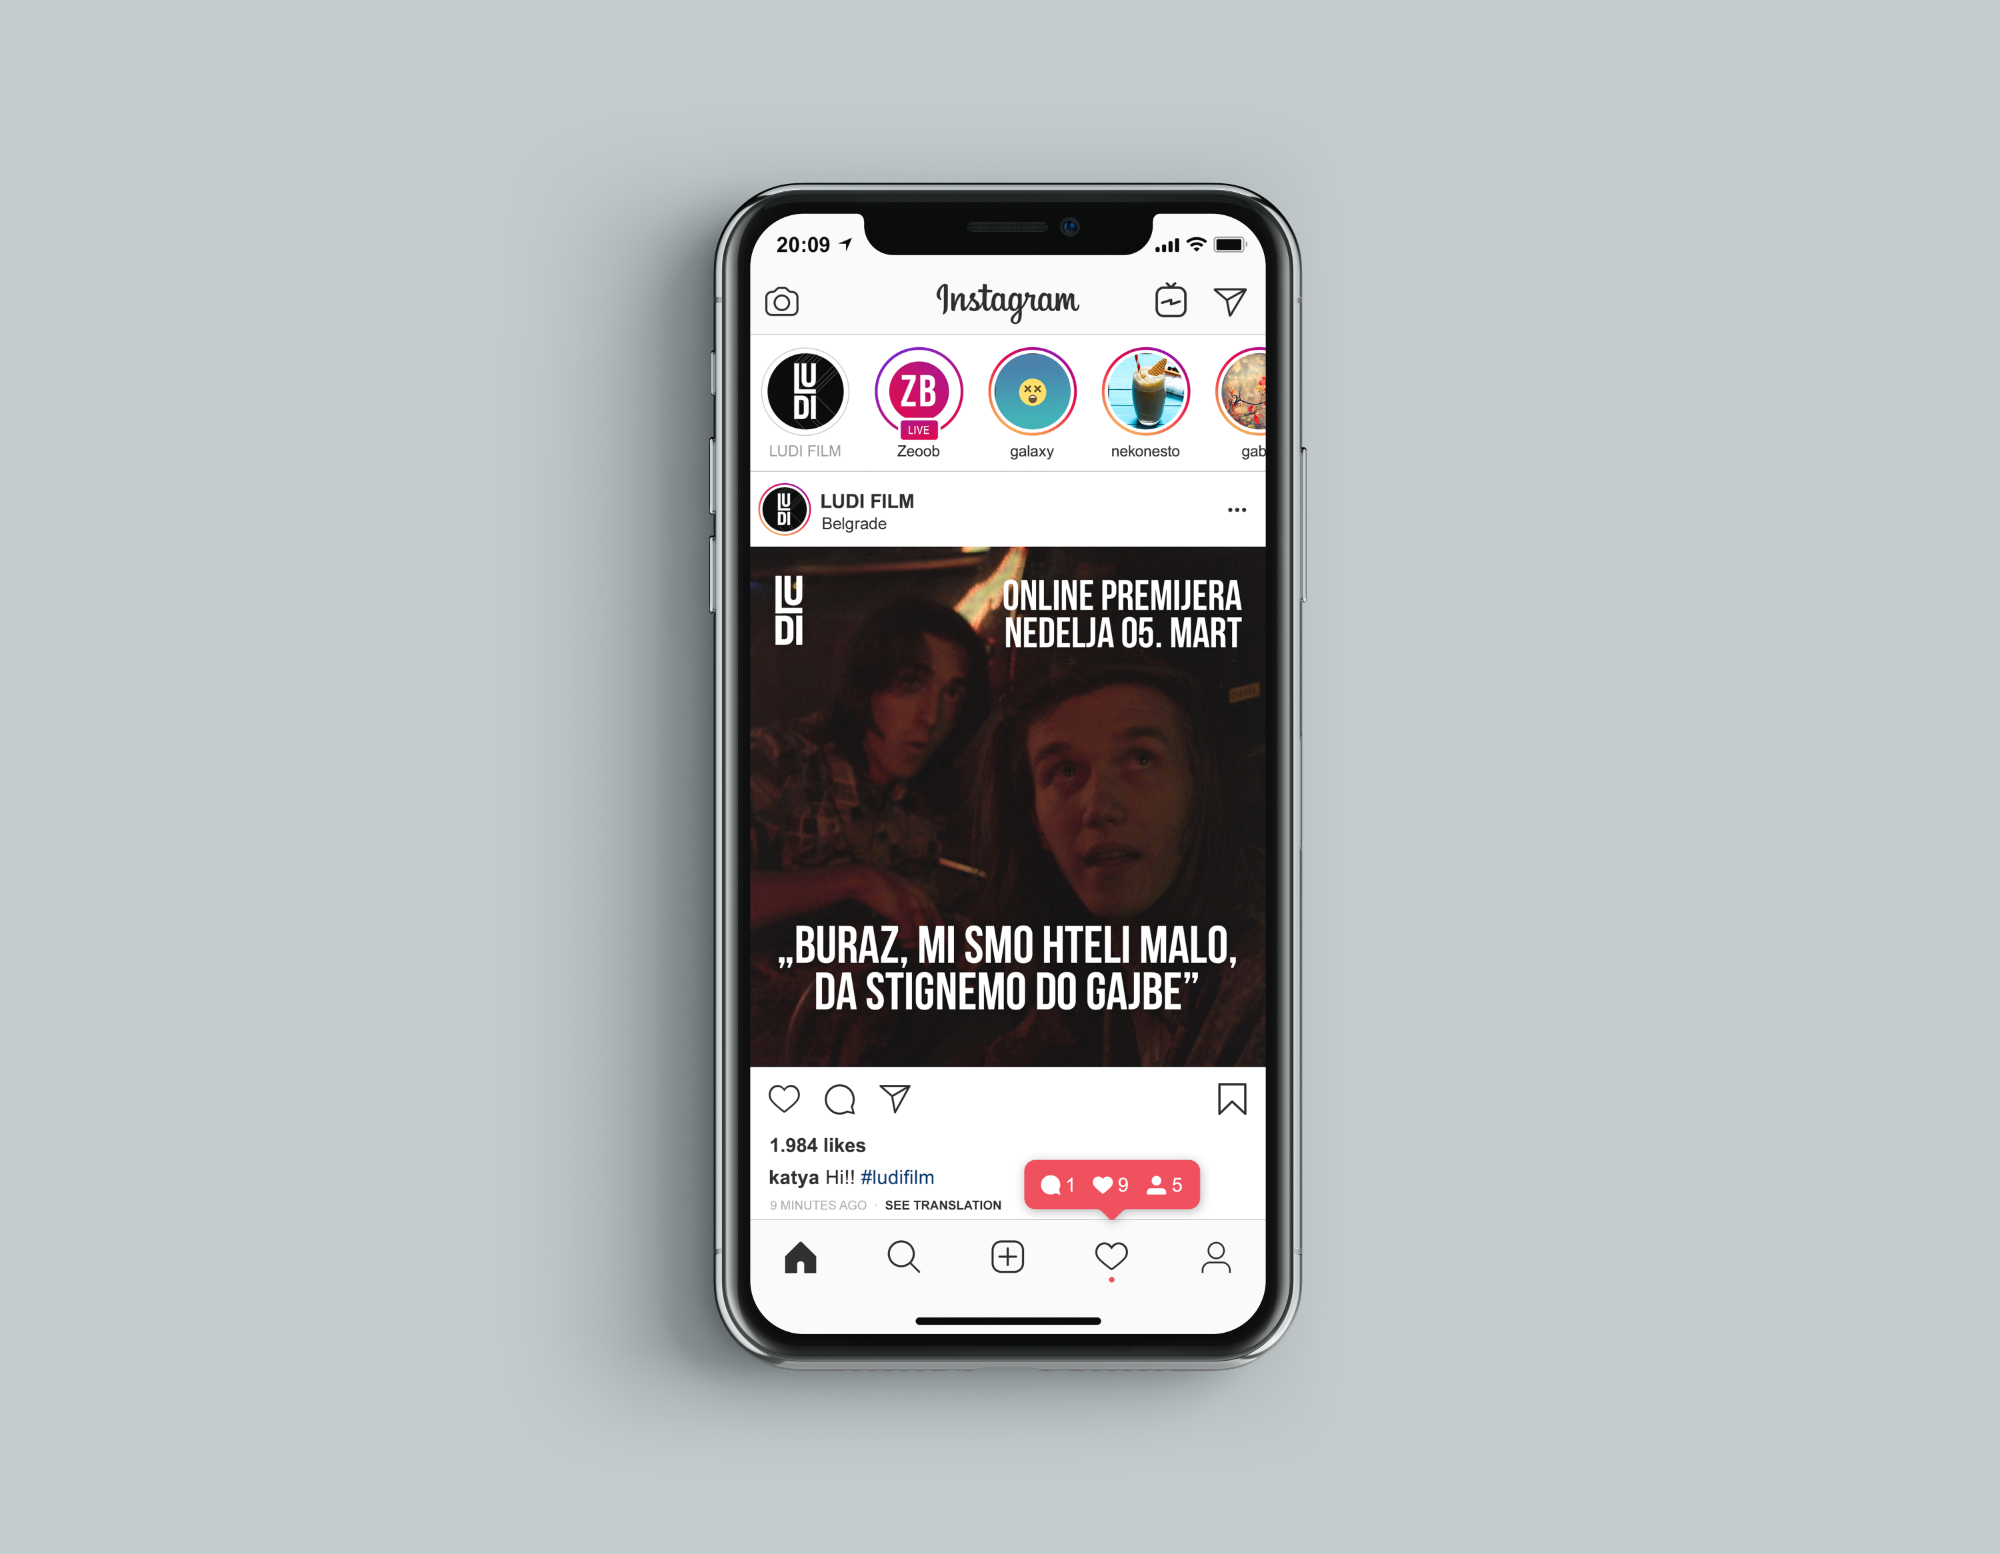 20:09
Instagram
LU
DI
ZB
LIVE
LUDI FILM
Zeoob
galaxy
nekonesto
gab
LU
DI
LUDI FILM
Belgrade
LU
DI
ONLINE PREMIJERA
NEDELJA 05. MART
„BURAZ, MI SMO HTELI MALO,
DA STIGNEMO DO GAJBE”
1.984 likes
katya Hi!! #ludifilm
1 9 5
9 MINUTES AGO · SEE TRANSLATION